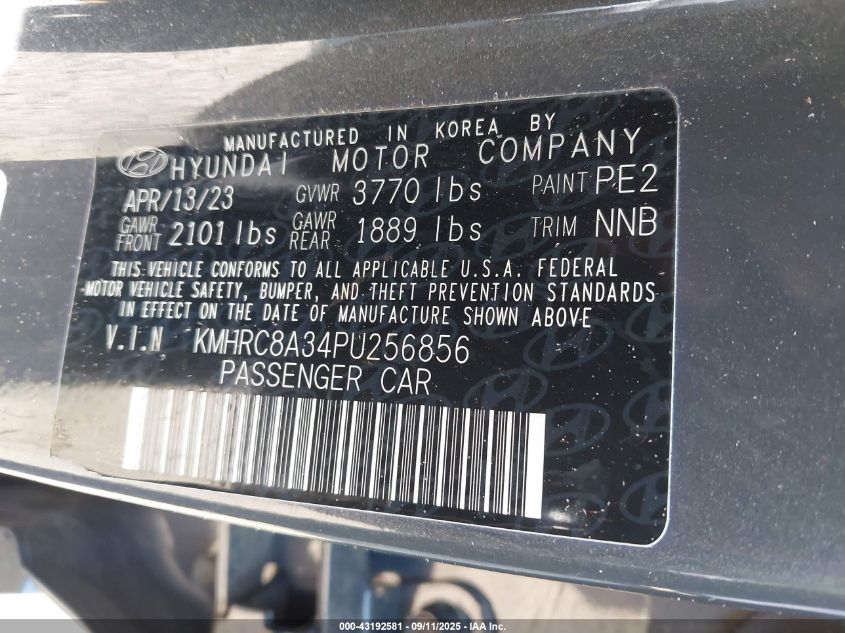 MANUFACTURED IN KOREA BY
HYUNDAI MOTOR COMPANY
APR/13/23 GVWR 3770 lbs PAINT PE2
GAWR FRONT 2101 lbs GAWR REAR 1889 lbs TRIM NNB
THIS VEHICLE CONFORMS TO ALL APPLICABLE U.S.A. FEDERAL
MOTOR VEHICLE SAFETY, BUMPER, AND THEFT PREVENTION STANDARDS
IN EFFECT ON THE DATE OF MANUFACTURE SHOWN ABOVE
V.I.N KMHRC8A34PU256856
PASSENGER CAR
000-43192581 - 09/11/2025 - IAA Inc.